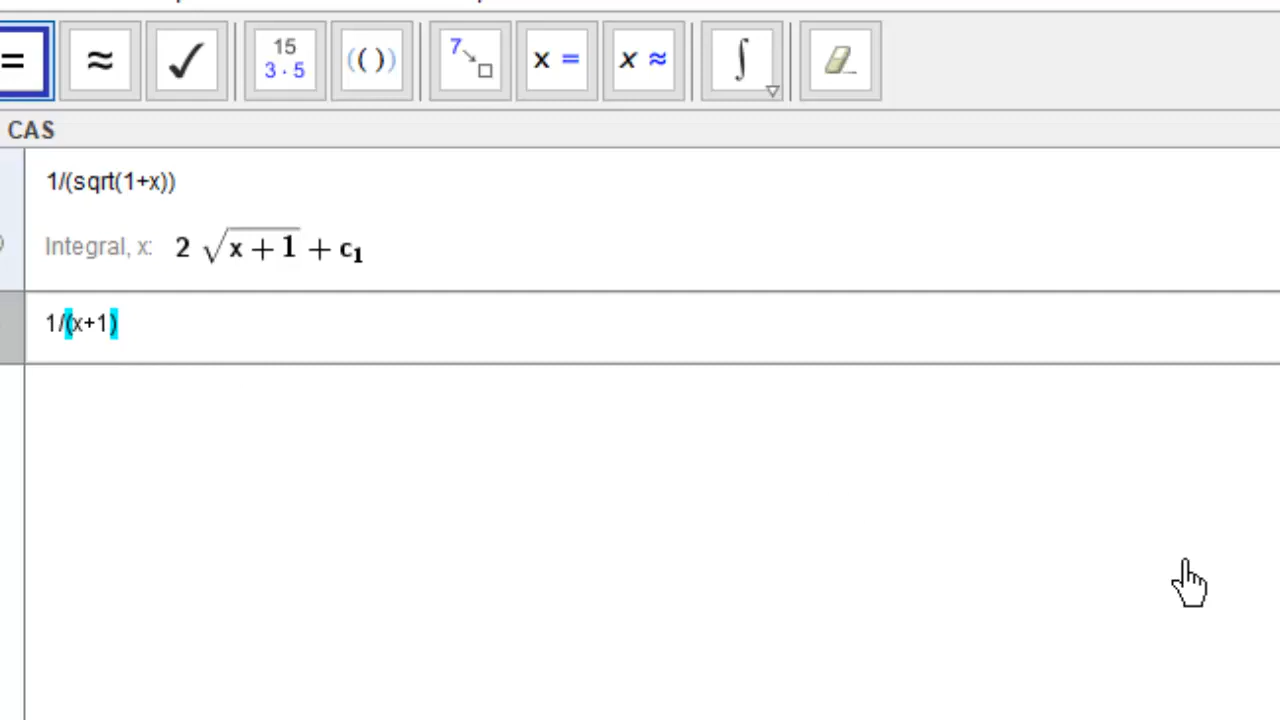 = ≈ ✓ 15 3 · 5 (( )) 7 x = x ≈ ∫
CAS
1/(sqrt(1+x))
Integral, x: 2 √x + 1 + c₁
1/(x+1)